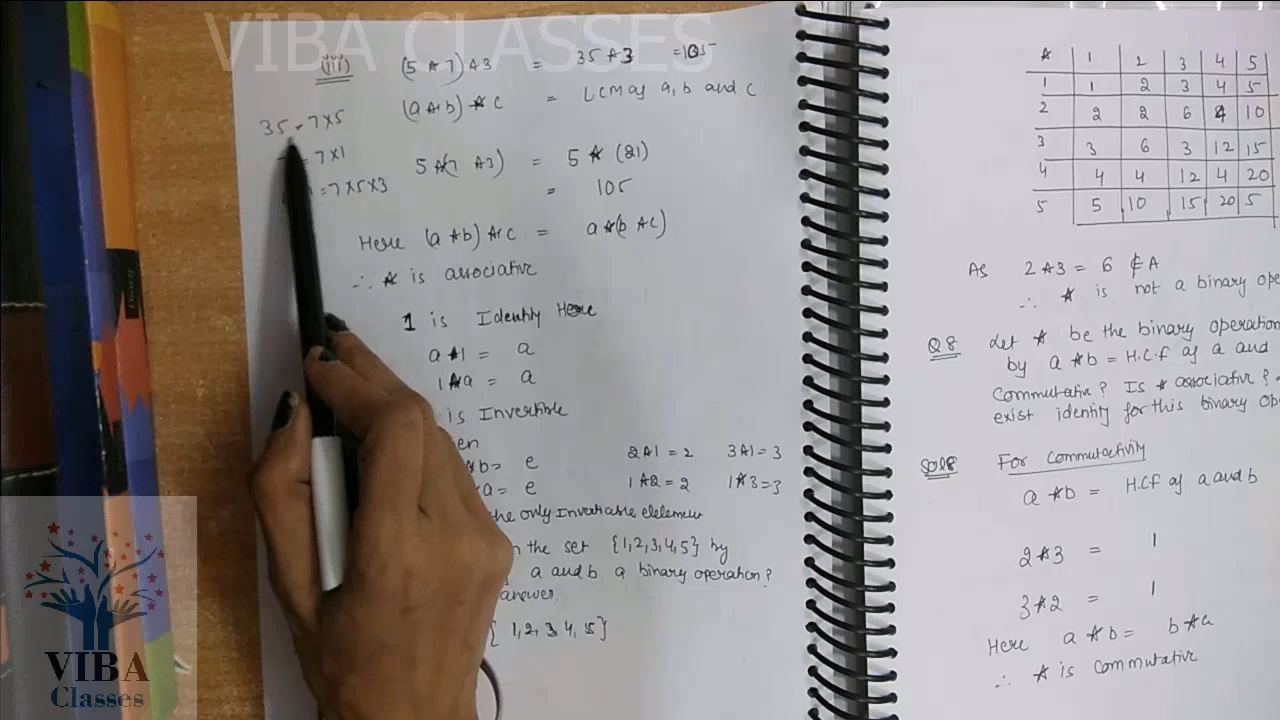 VIBA CLASSES
(iii) (5 * 7) * 3 = 35 * 3 = 105
(a * b) * c = LCM of a, b and c
35 = 7×5
= 7×1
= 7×5×3
5 * (7 * 3) = 5 * (21)
= 105
Here (a * b) * c = a * (b * c)
∴ * is associative
1 is Identity Here
a * 1 = a
1 * a = a
is Invertible
* b = e
* a = e
2 * 1 = 2 3 * 1 = 3
1 * 2 = 2 1 * 3 = 3
the only Invertiable elelement
the set {1,2,3,4,5} by
a and b a binary operation?
answer.
{ 1,2,3,4,5}
* 1 2 3 4 5
1 1 2 3 4 5
2 2 2 6 4 10
3 3 6 3 12 15
4 4 4 12 4 20
5 5 10 15 20 5
As 2 * 3 = 6 ∉ A
∴ * is not a binary ope
Q8 Let * be the binary operation
by a * b = H.C.f of a and
Commutative? Is * associative?
exist identity for this binary op
Sol8 For commutativity
a * b = H.C.f of a and b
2 * 3 = 1
3 * 2 = 1
Here a * b = b * a
∴ * is commutative
VIBA
Classes